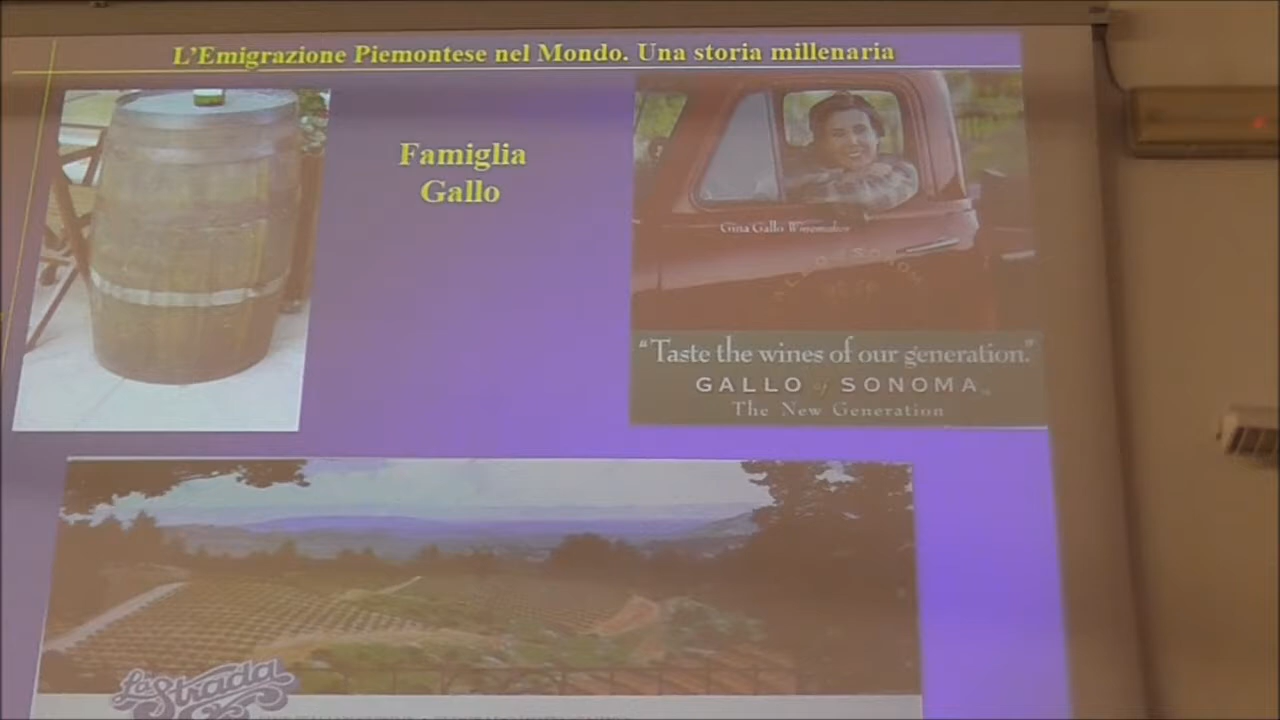 L'Emigrazione Piemontese nel Mondo. Una storia millenaria
Famiglia
Gallo
Gina Gallo Winemaker
"Taste the wines of our generation."
GALLO of SONOMA
The New Generation
La Strada